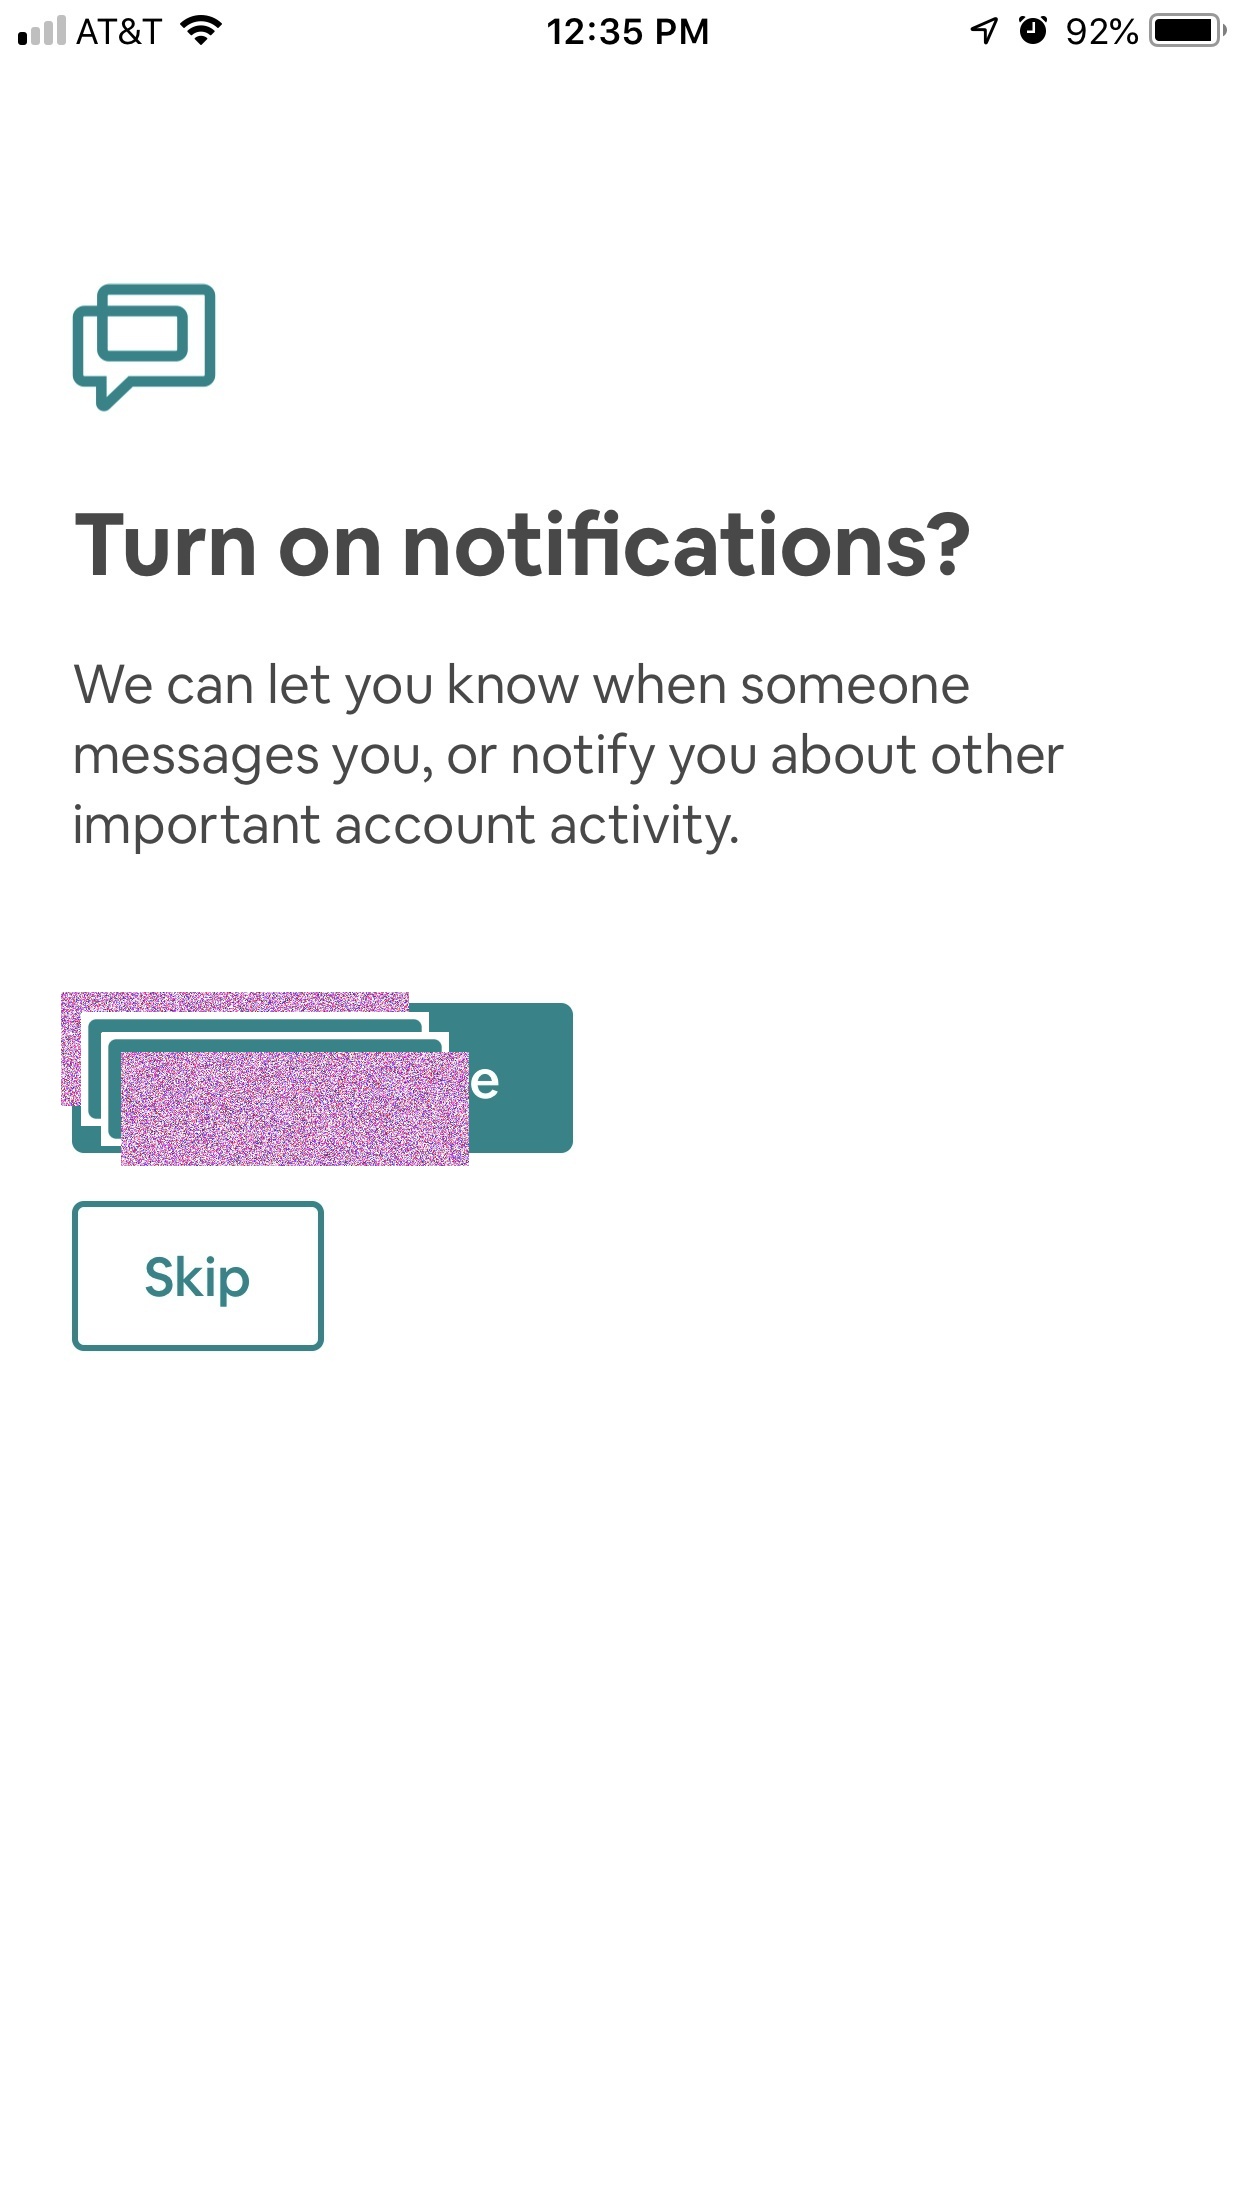 AT&T 12:35 PM 92%
Turn on notifications?
We can let you know when someone
messages you, or notify you about other
important account activity.
Skip